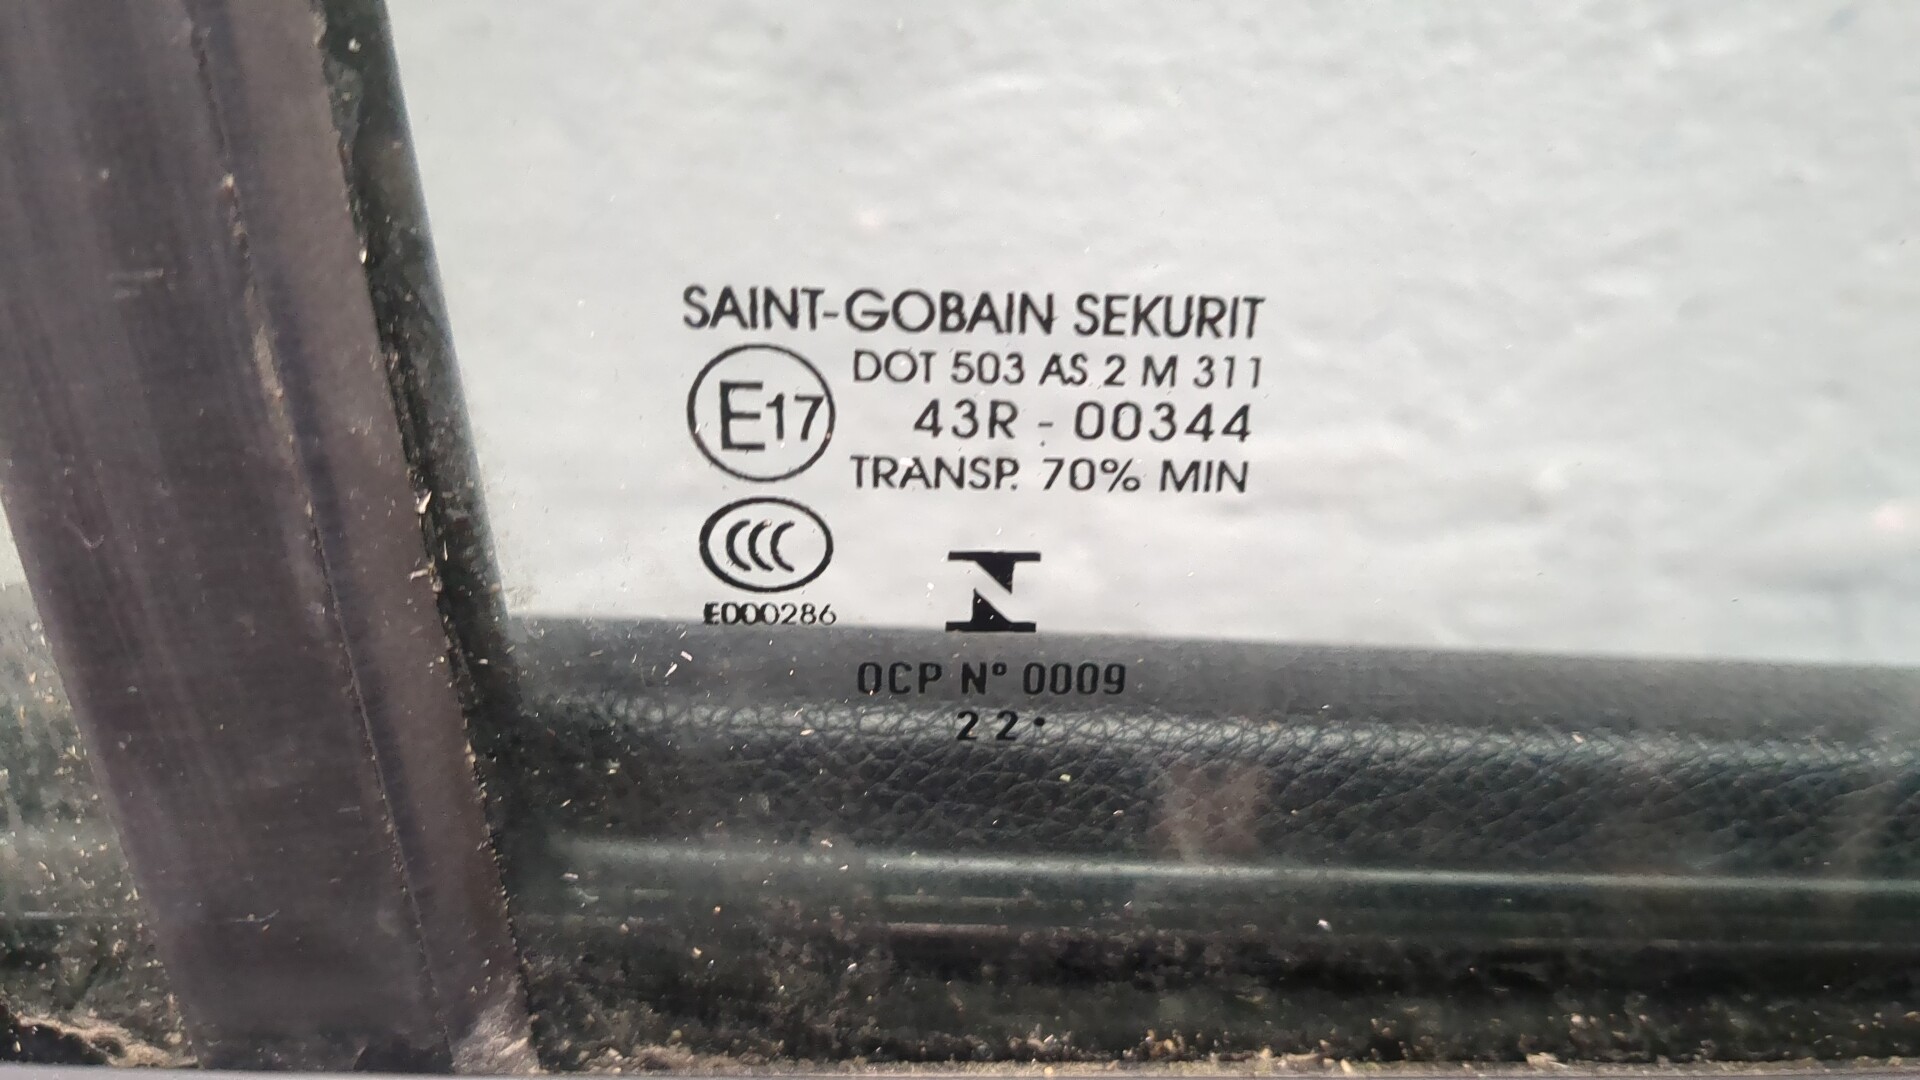 SAINT-GOBAIN SEKURIT
DOT 503 AS 2 M 311
E17
43R - 00344
TRANSP. 70% MIN
CCC
E000286
OCP Nº 0009
22·